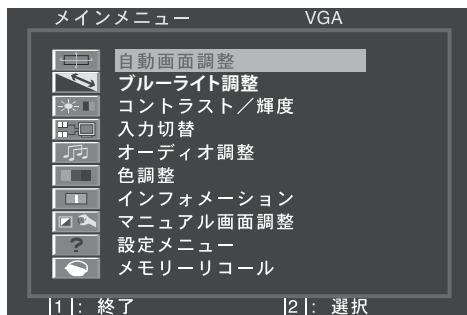 メインメニュー VGA
自動画面調整
ブルーライト調整
コントラスト／輝度
入力切替
オーディオ調整
色調整
インフォメーション
マニュアル画面調整
?
設定メニュー
メモリーリコール
|1|: 終了 |2|: 選択